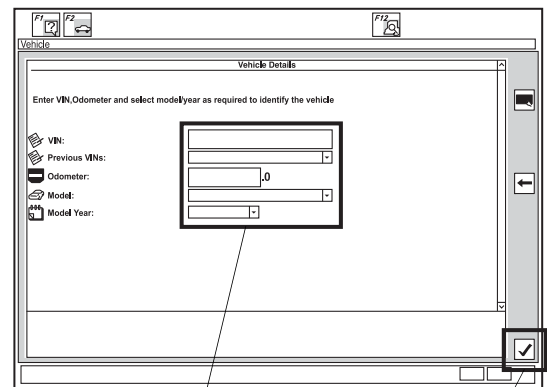 F1 F2 F12
Vehicle
Vehicle Details
Enter VIN,Odometer and select model/year as required to identify the vehicle
VIN:
Previous VINs:
Odometer: .0
Model:
Model Year: